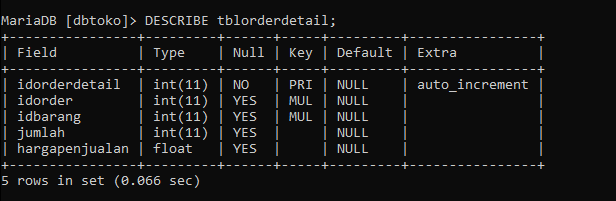 MariaDB [dbtoko]> DESCRIBE tblorderdetail;
+----------------+---------+------+-----+---------+----------------+
| Field          | Type    | Null | Key | Default | Extra          |
+----------------+---------+------+-----+---------+----------------+
| idorderdetail  | int(11) | NO   | PRI | NULL    | auto_increment |
| idorder        | int(11) | YES  | MUL | NULL    |                |
| idbarang       | int(11) | YES  | MUL | NULL    |                |
| jumlah         | int(11) | YES  |     | NULL    |                |
| hargapenjualan | float   | YES  |     | NULL    |                |
+----------------+---------+------+-----+---------+----------------+
5 rows in set (0.066 sec)